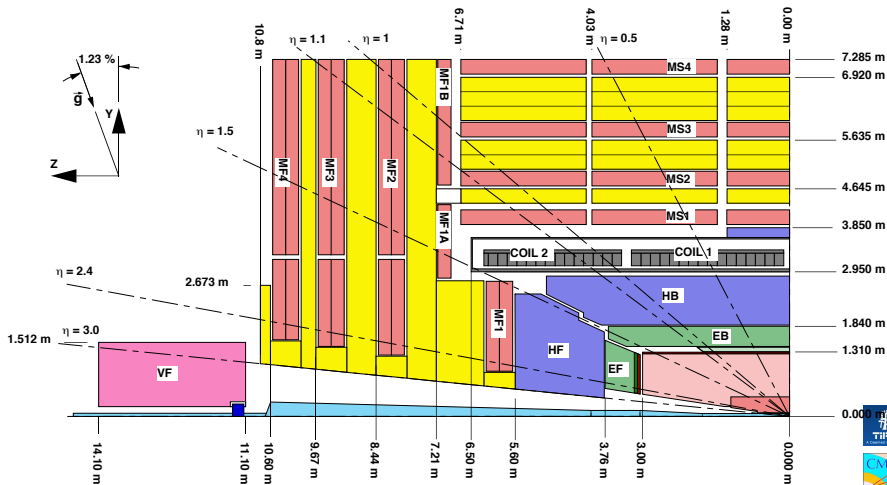 1.23 %
g
Y
Z
10.8 m
η = 3.0
η = 2.4
η = 1.5
η = 1.1
η = 1
η = 0.5
6.71 m
4.03 m
1.28 m
0.00 m
7.285 m
6.920 m
5.635 m
4.645 m
3.850 m
2.950 m
1.840 m
1.310 m
0.000 m
MS4
MS3
MS2
MS1
MF4
MF3
MF2
MF1B
MF1A
MF1
COIL 2
COIL 1
HB
EB
HF
EF
VF
2.673 m
1.512 m
14.10 m
11.10 m
10.60 m
9.67 m
8.44 m
7.21 m
6.50 m
5.60 m
3.76 m
3.00 m
0.000 m
CM